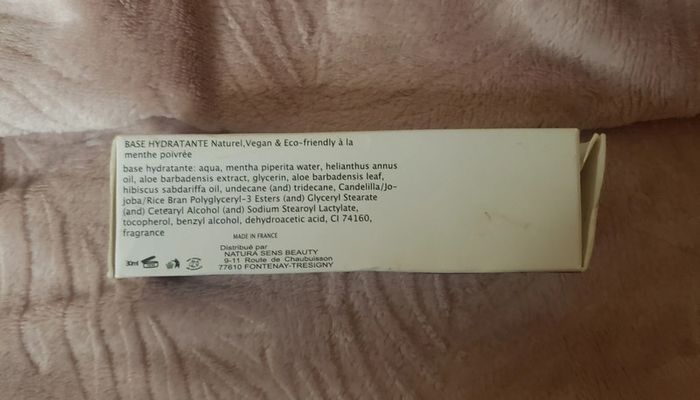 BASE HYDRATANTE Naturel,Vegan & Eco-friendly à la
menthe poivrée
base hydratante: aqua, mentha piperita water, helianthus annus
oil, aloe barbadensis extract, glycerin, aloe barbadensis leaf,
hibiscus sabdariffa oil, undecane (and) tridecane, Candelilla/Jo-
joba/Rice Bran Polyglyceryl-3 Esters (and) Glyceryl Stearate
(and) Cetearyl Alcohol (and) Sodium Stearoyl Lactylate,
tocopherol, benzyl alcohol, dehydroacetic acid, CI 74160,
fragrance
MADE IN FRANCE
Distribué par
NATURA SENS BEAUTY
9-11 Route de Chaubuisson
77610 FONTENAY-TRESIGNY
30ml